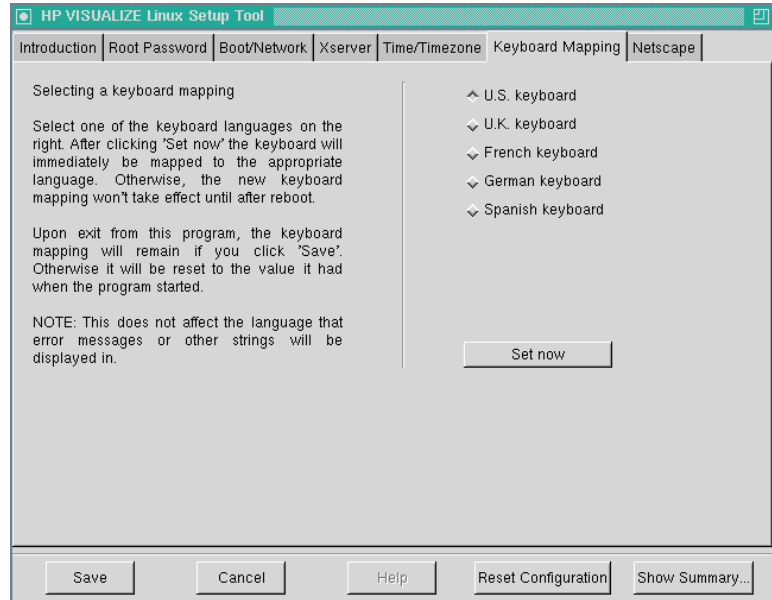 HP VISUALIZE Linux Setup Tool
Introduction Root Password Boot/Network Xserver Time/Timezone Keyboard Mapping Netscape
Selecting a keyboard mapping
Select one of the keyboard languages on the
right. After clicking 'Set now' the keyboard will
immediately be mapped to the appropriate
language. Otherwise, the new keyboard
mapping won't take effect until after reboot.
Upon exit from this program, the keyboard
mapping will remain if you click 'Save'.
Otherwise it will be reset to the value it had
when the program started.
NOTE: This does not affect the language that
error messages or other strings will be
displayed in.
U.S. keyboard
U.K. keyboard
French keyboard
German keyboard
Spanish keyboard
Set now
Save Cancel Help Reset Configuration Show Summary...